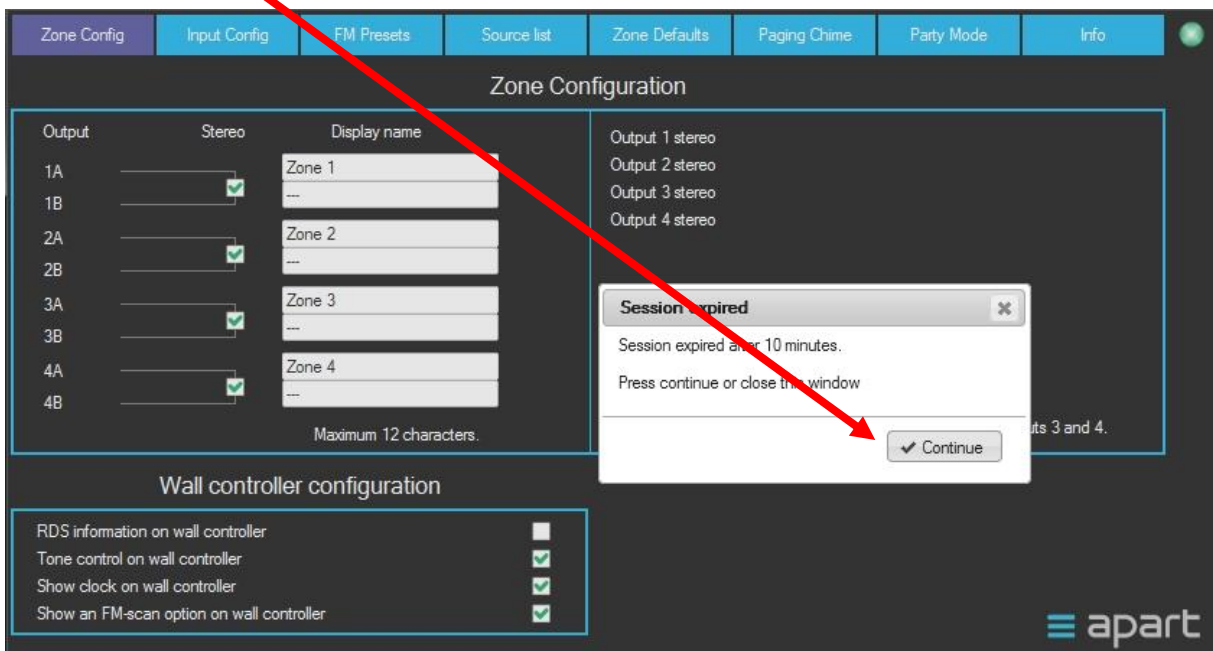 Zone Config Input Config FM Presets Source list Zone Defaults Paging Chime Party Mode Info
Zone Configuration
Output Stereo Display name
1A
1B
2A
2B
3A
3B
4A
4B
Zone 1
---
Zone 2
---
Zone 3
---
Zone 4
---
Maximum 12 characters.
Output 1 stereo
Output 2 stereo
Output 3 stereo
Output 4 stereo
Session expired
Session expired after 10 minutes.
Press continue or close this window
Continue
3 and 4.
Wall controller configuration
RDS information on wall controller
Tone control on wall controller
Show clock on wall controller
Show an FM-scan option on wall controller
apart